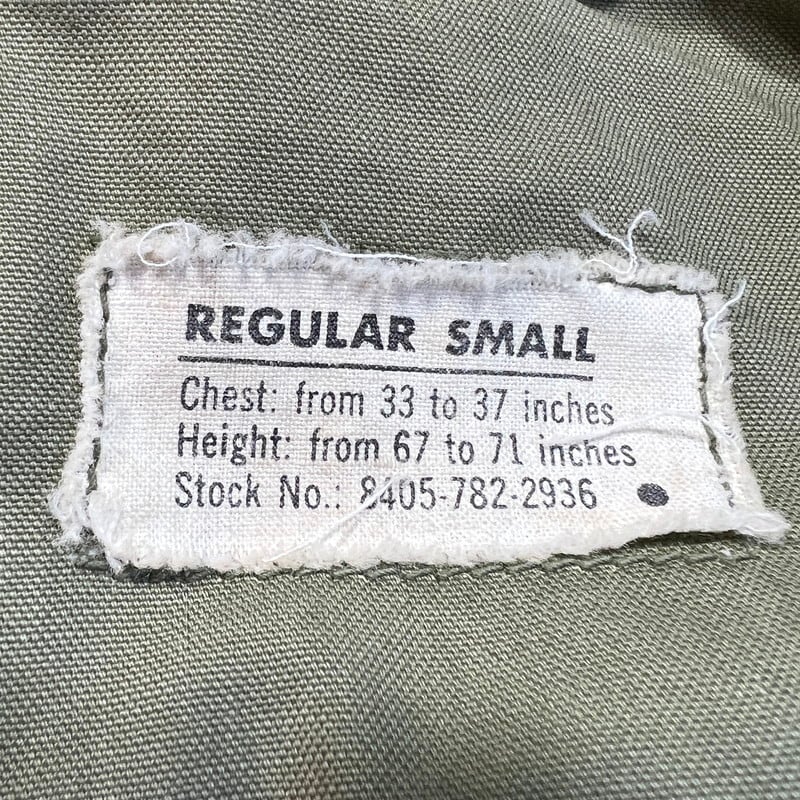 REGULAR SMALL
Chest: from 33 to 37 inches
Height: from 67 to 71 inches
Stock No.: 8405-782-2936